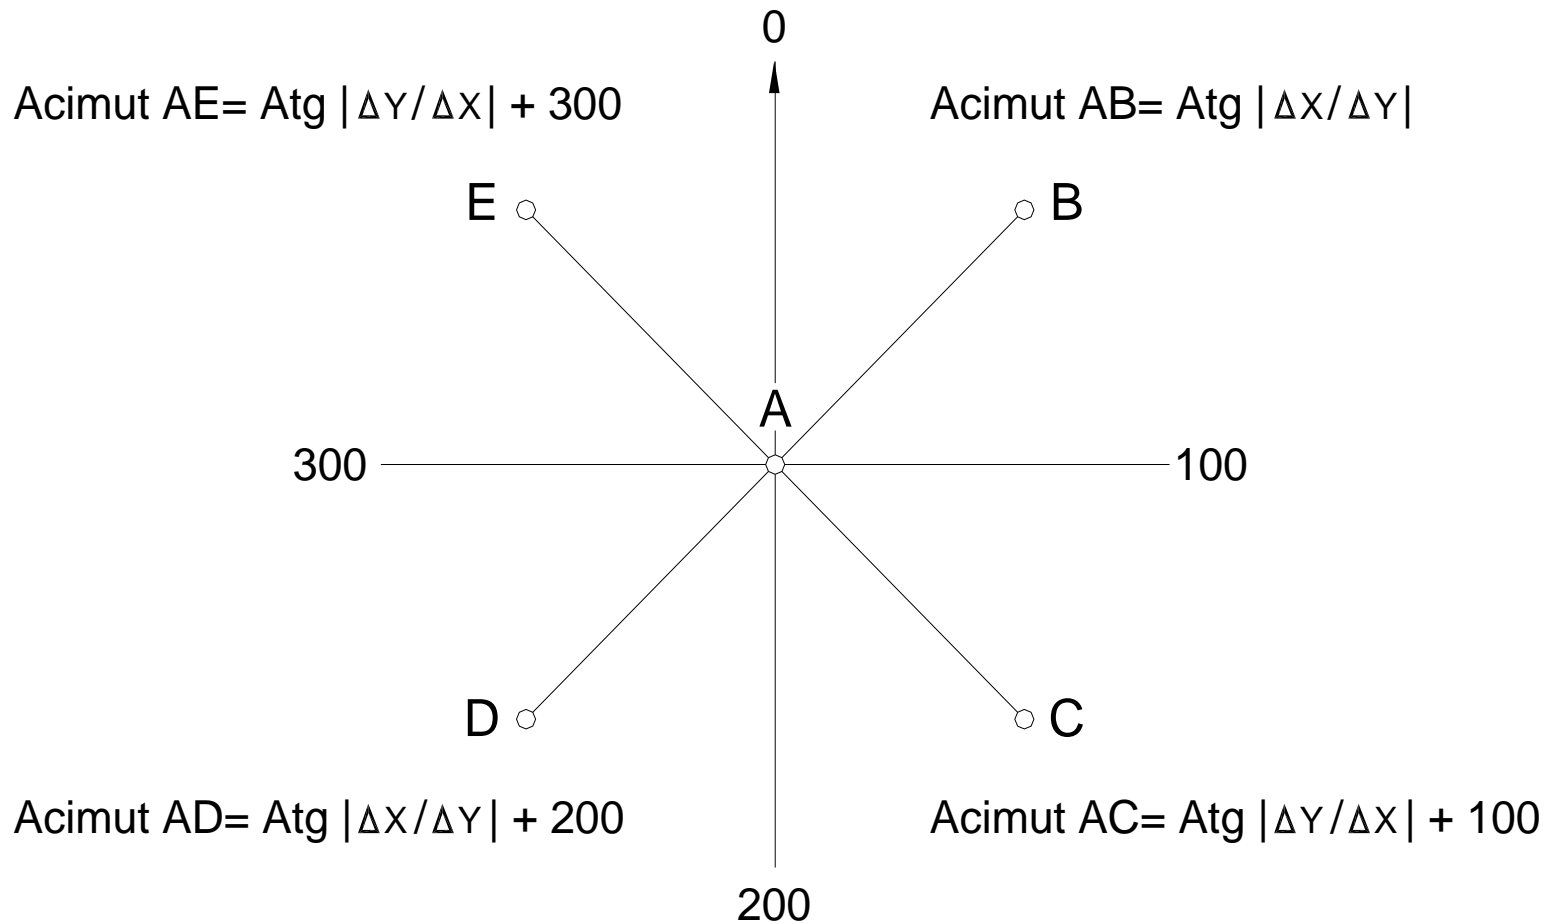 0
Acimut AE= Atg |ΔY/ΔX| + 300
Acimut AB= Atg |ΔX/ΔY|
E
B
A
300
100
D
C
Acimut AD= Atg |ΔX/ΔY| + 200
Acimut AC= Atg |ΔY/ΔX| + 100
200